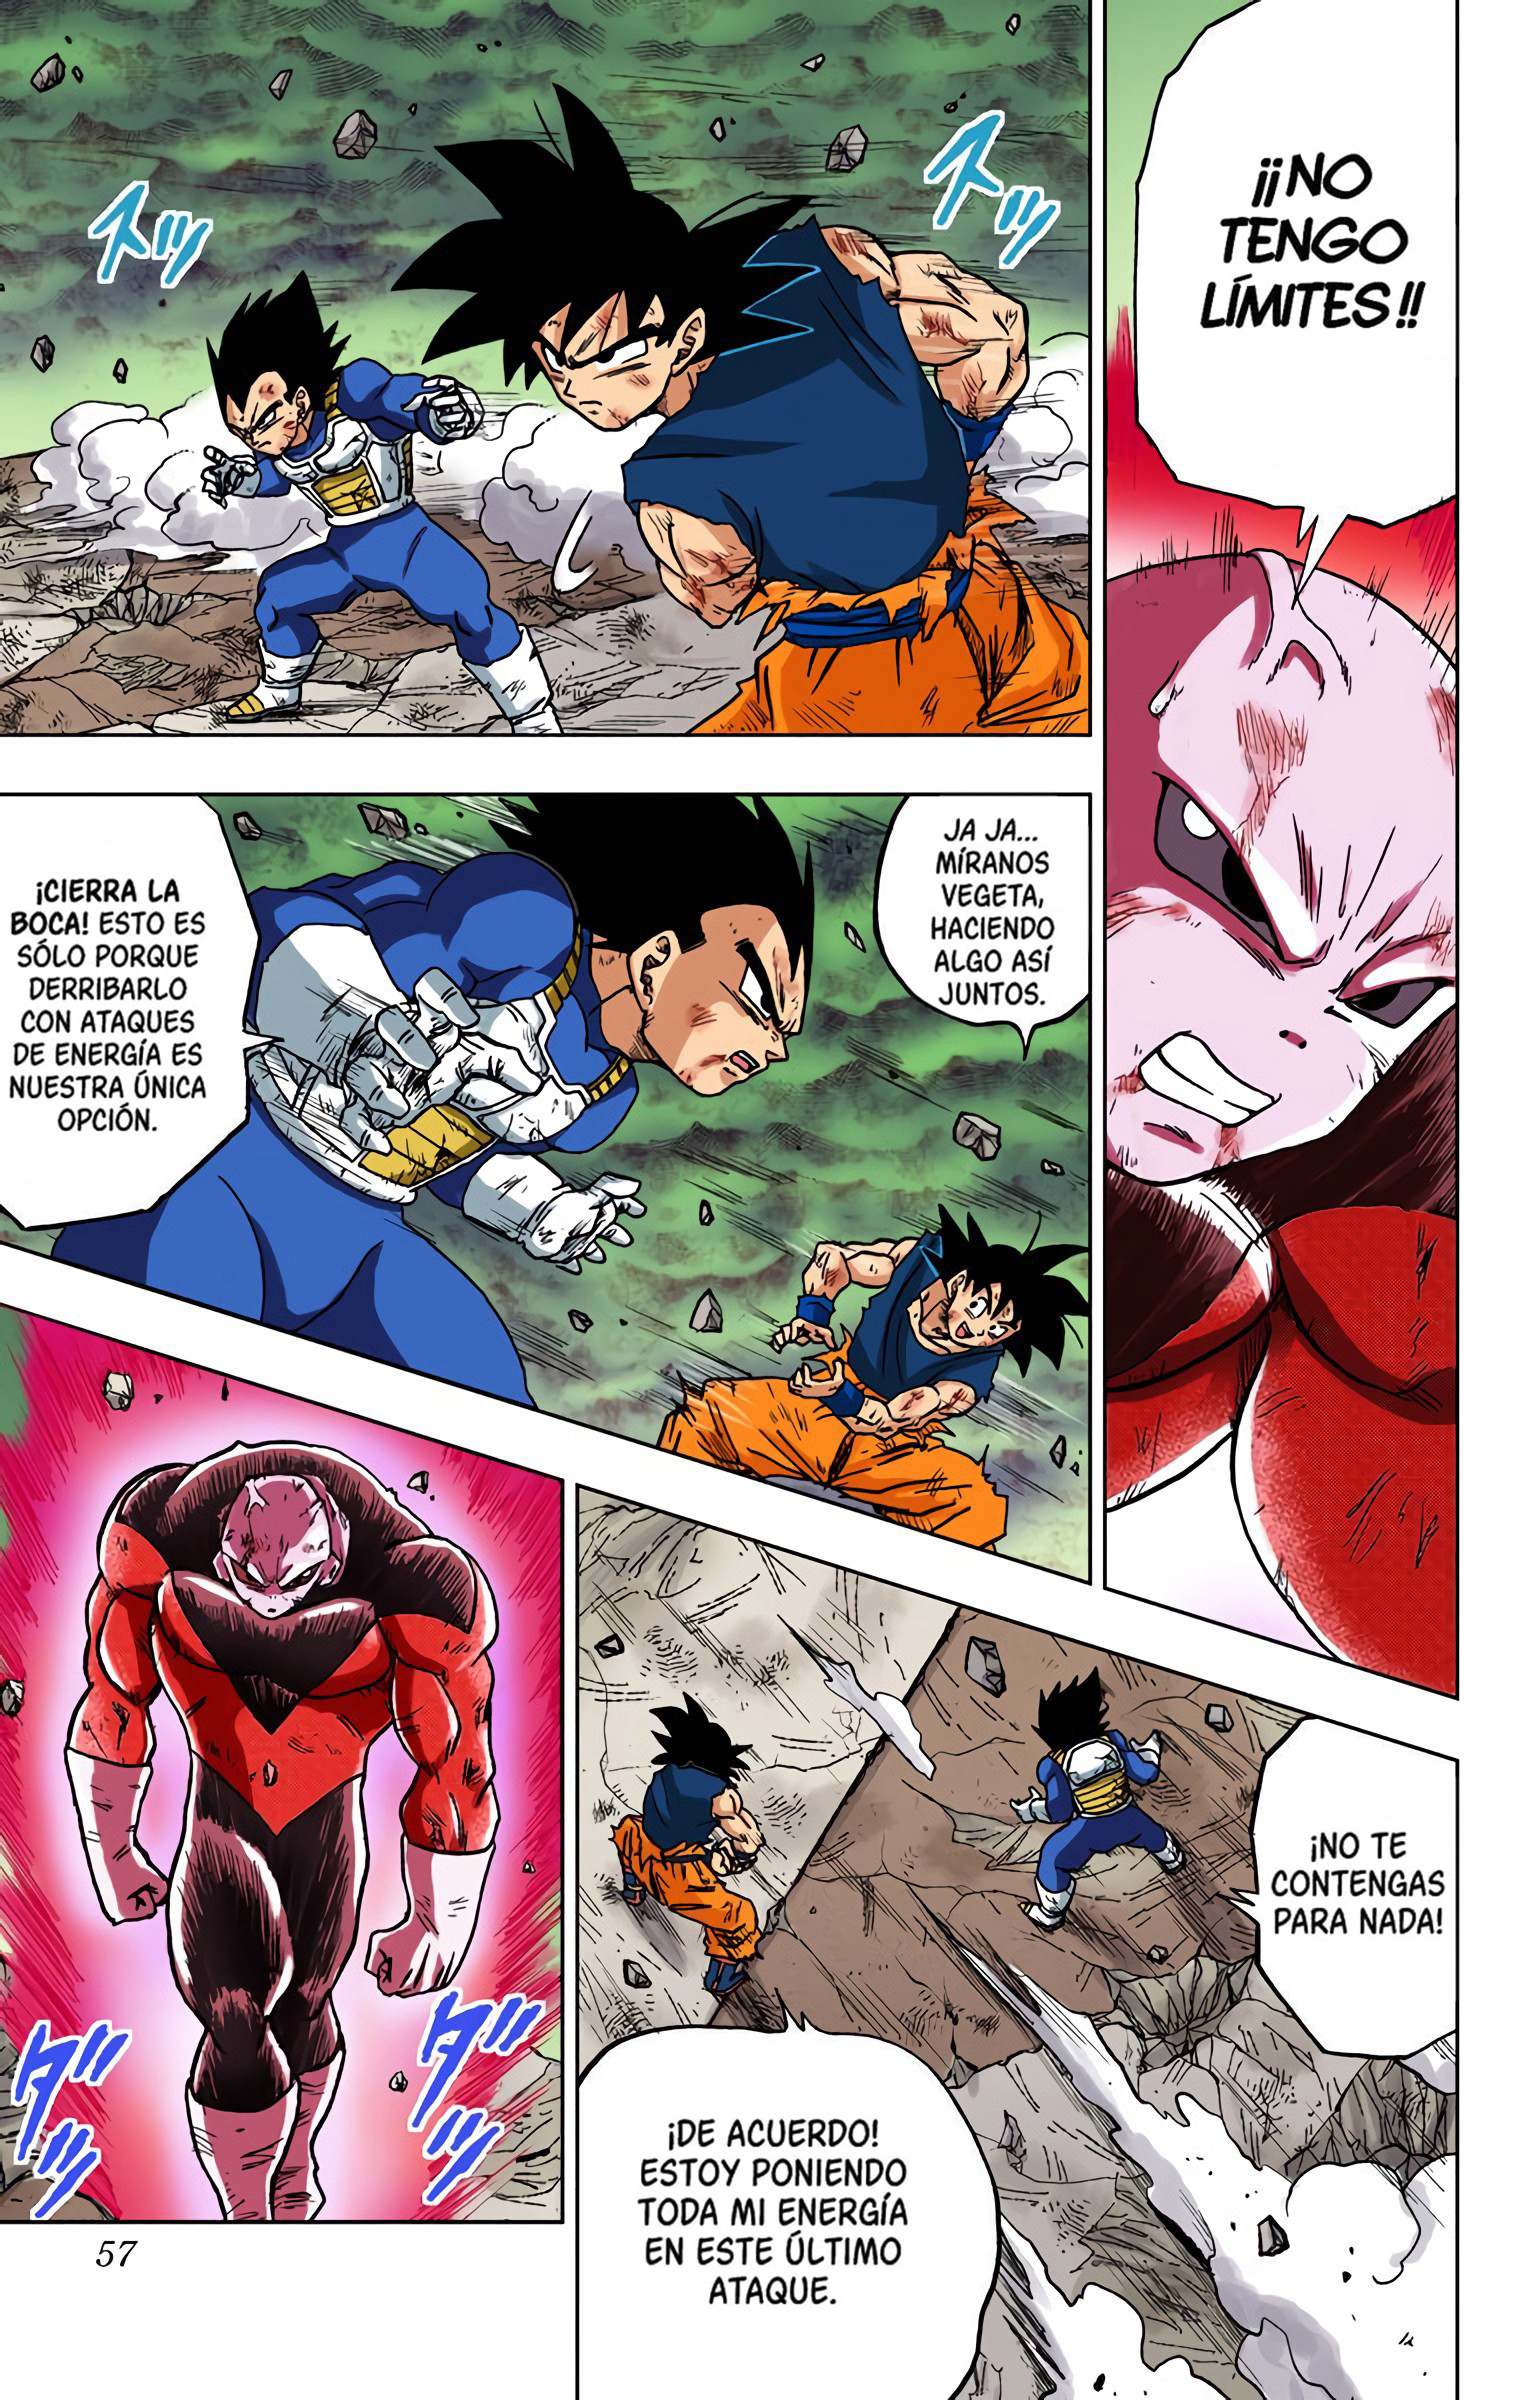 ¡¡NO
TENGO
LÍMITES!!
スッ
スッ
JA JA...
MÍRANOS
VEGETA,
HACIENDO
ALGO ASÍ
JUNTOS.
¡CIERRA LA
BOCA! ESTO ES
SÓLO PORQUE
DERRIBARLO
CON ATAQUES
DE ENERGÍA ES
NUESTRA ÚNICA
OPCIÓN.
¡NO TE
CONTENGAS
PARA NADA!
¡DE ACUERDO!
ESTOY PONIENDO
TODA MI ENERGÍA
EN ESTE ÚLTIMO
ATAQUE.
ダッ
ダッ
57